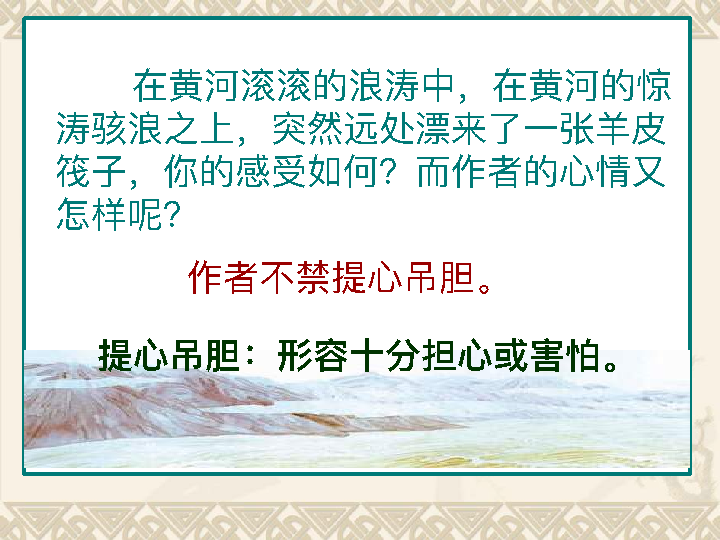 在黄河滚滚的浪涛中，在黄河的惊
涛骇浪之上，突然远处漂来了一张羊皮
筏子，你的感受如何？而作者的心情又
怎样呢？
作者不禁提心吊胆。
提心吊胆：形容十分担心或害怕。